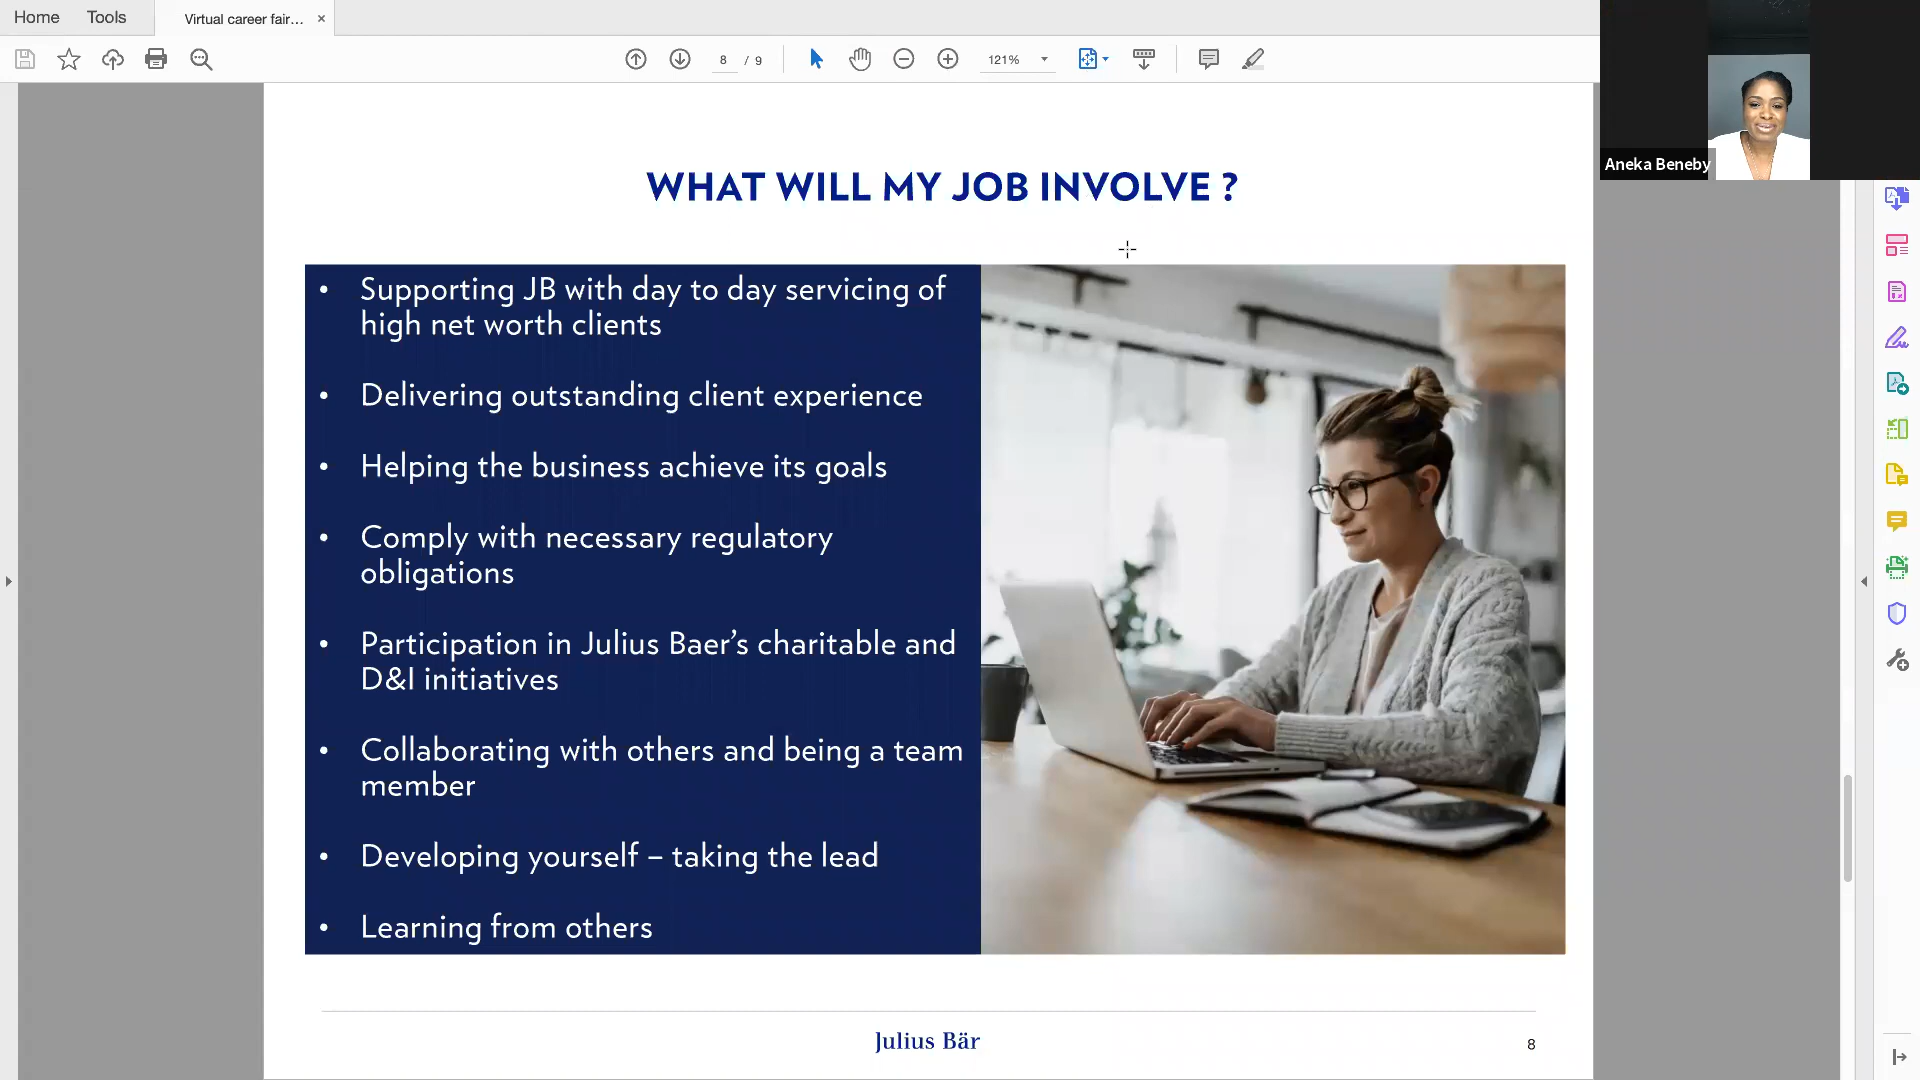 Home
Tools
Virtual career fair...
8 / 9
121%
Aneka Beneby
WHAT WILL MY JOB INVOLVE ?
• Supporting JB with day to day servicing of
high net worth clients
• Delivering outstanding client experience
• Helping the business achieve its goals
• Comply with necessary regulatory
obligations
• Participation in Julius Baer’s charitable and
D&I initiatives
• Collaborating with others and being a team
member
• Developing yourself – taking the lead
• Learning from others
Julius Bär
8